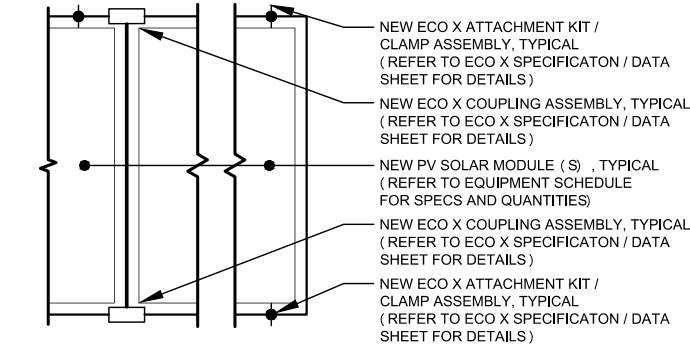 NEW ECO X ATTACHMENT KIT /
CLAMP ASSEMBLY, TYPICAL
( REFER TO ECO X SPECIFICATON / DATA
SHEET FOR DETAILS )
NEW ECO X COUPLING ASSEMBLY, TYPICAL
( REFER TO ECO X SPECIFICATON / DATA
SHEET FOR DETAILS )
NEW PV SOLAR MODULE ( S) , TYPICAL
( REFER TO EQUIPMENT SCHEDULE
FOR SPECS AND QUANTITIES)
NEW ECO X COUPLING ASSEMBLY, TYPICAL
( REFER TO ECO X SPECIFICATON / DATA
SHEET FOR DETAILS )
NEW ECO X ATTACHMENT KIT /
CLAMP ASSEMBLY, TYPICAL
( REFER TO ECO X SPECIFICATON / DATA
SHEET FOR DETAILS )